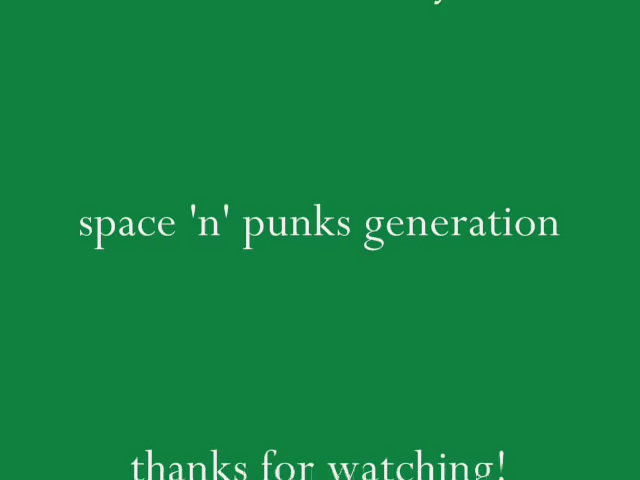 space 'n' punks generation
thanks for watching!